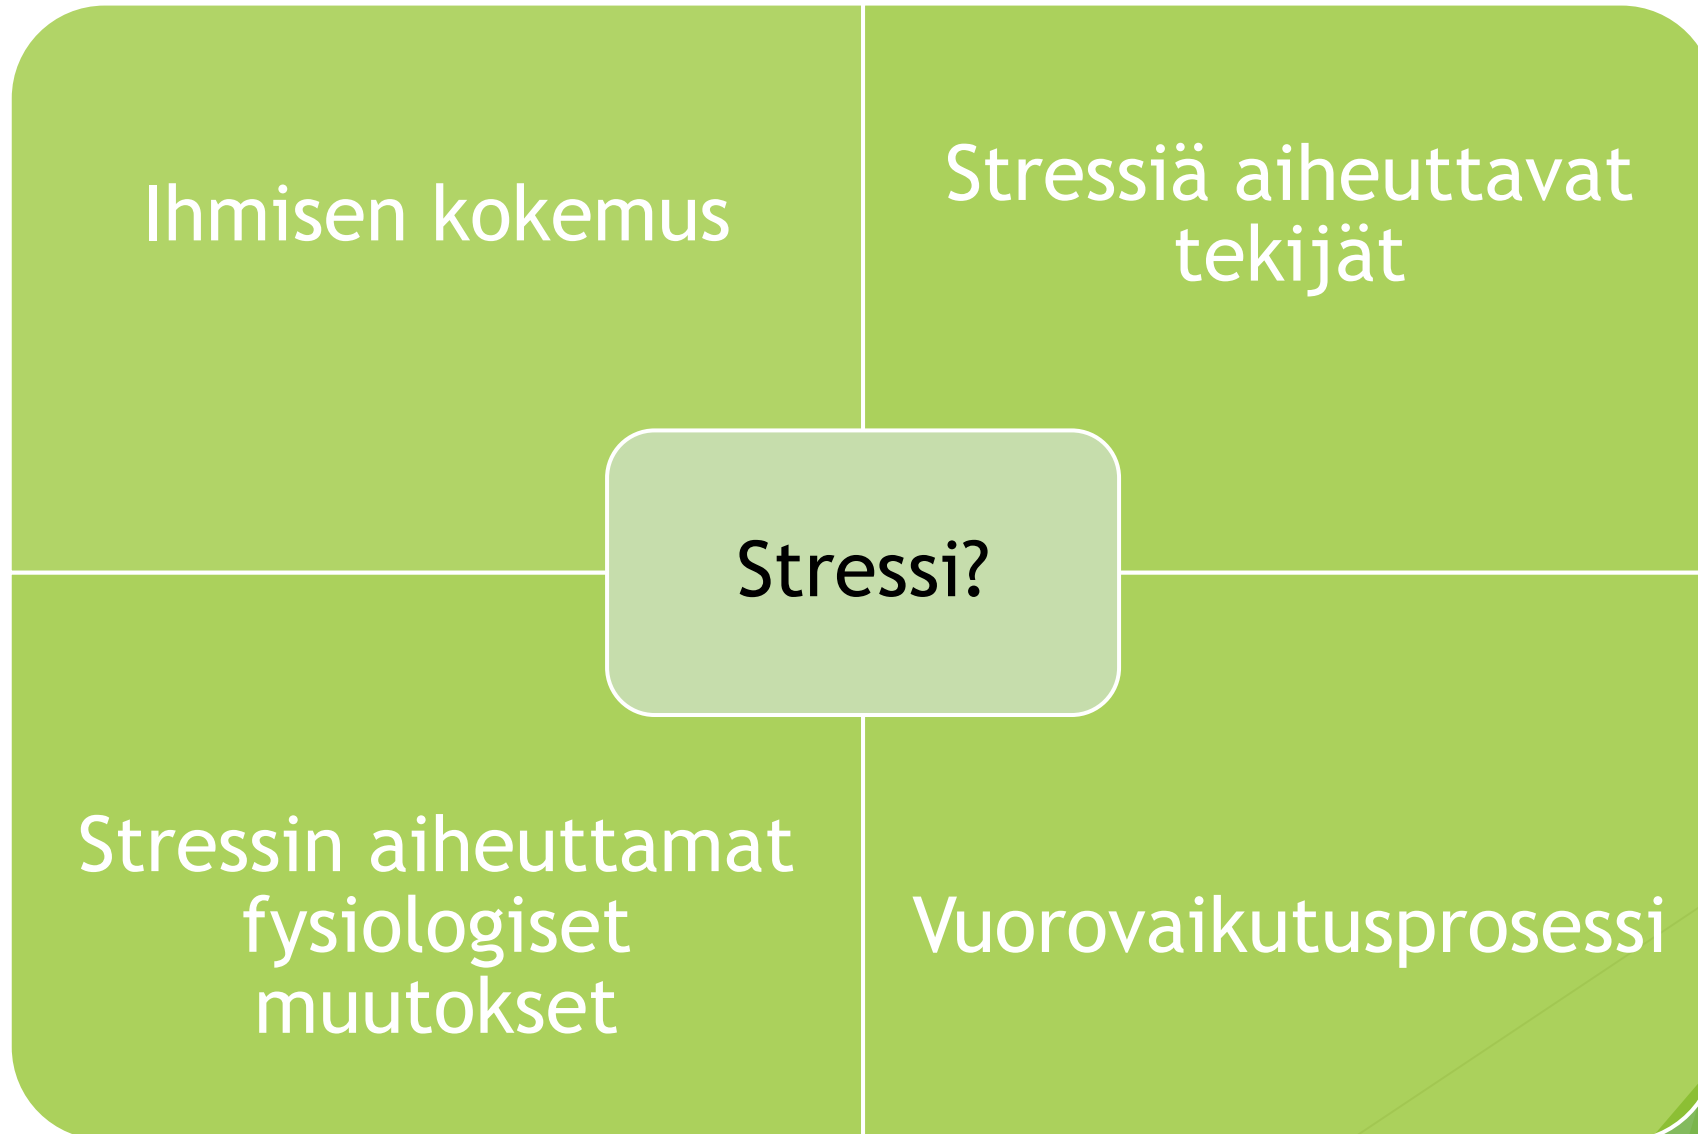 Ihmisen kokemus
Stressiä aiheuttavat
tekijät
Stressi?
Stressin aiheuttamat
fysiologiset
muutokset
Vuorovaikutusprosessi